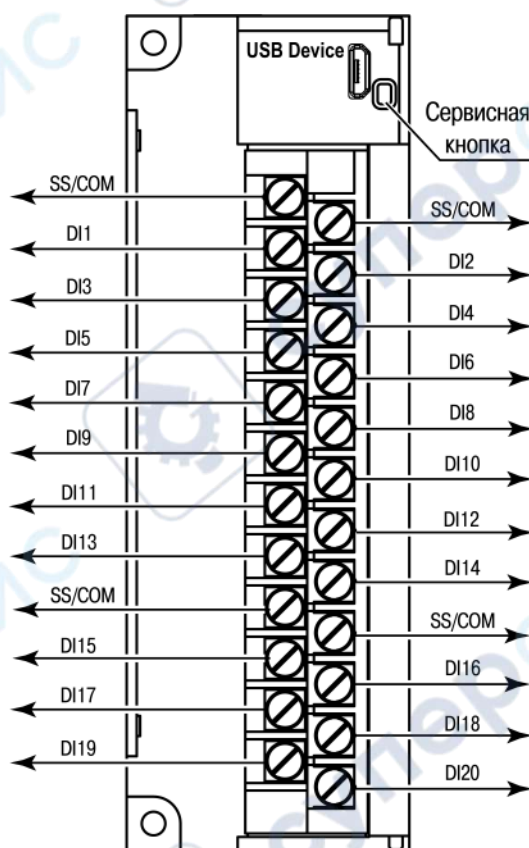 USB Device
Сервисная
кнопка
SS/COM
SS/COM
DI1
DI2
DI3
DI4
DI5
DI6
DI7
DI8
DI9
DI10
DI11
DI12
DI13
DI14
SS/COM
SS/COM
DI15
DI16
DI17
DI18
DI19
DI20